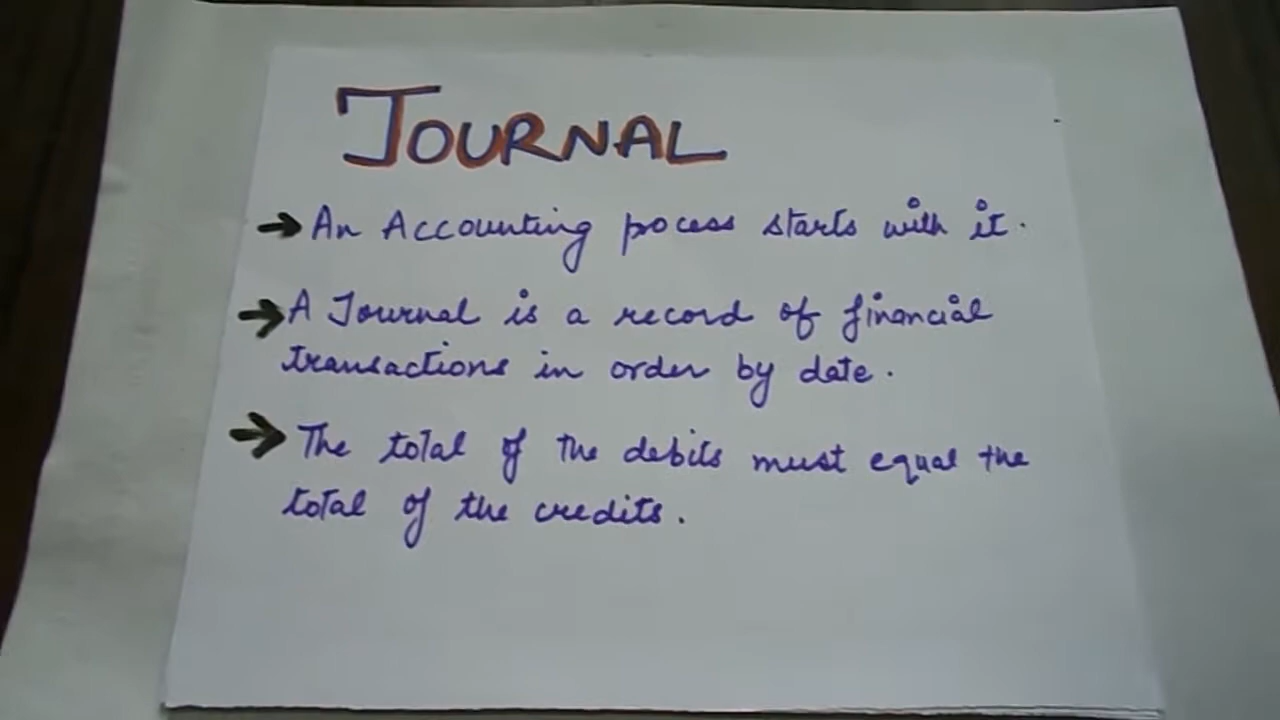 JOURNAL
→ An Accounting process starts with it.
→ A Journal is a record of financial
transactions in order by date.
→ The total of the debits must equal the
total of the credits.